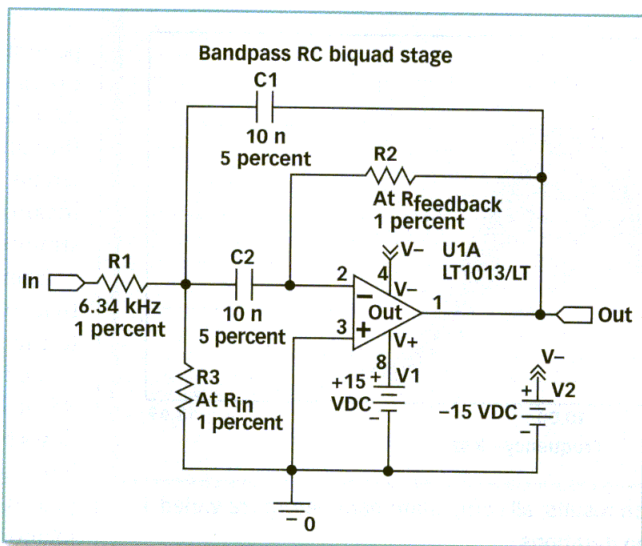 Bandpass RC biquad stage
C1
10 n
5 percent
R2
At Rfeedback
1 percent
V−
U1A
LT1013/LT
In
R1
6.34 kHz
1 percent
C2
10 n
5 percent
2
4
V−
−
Out
1
3
+
V+
8
Out
R3
At Rin
1 percent
+15
VDC
+
V1
−
V−
V2
+
−15 VDC
−
0